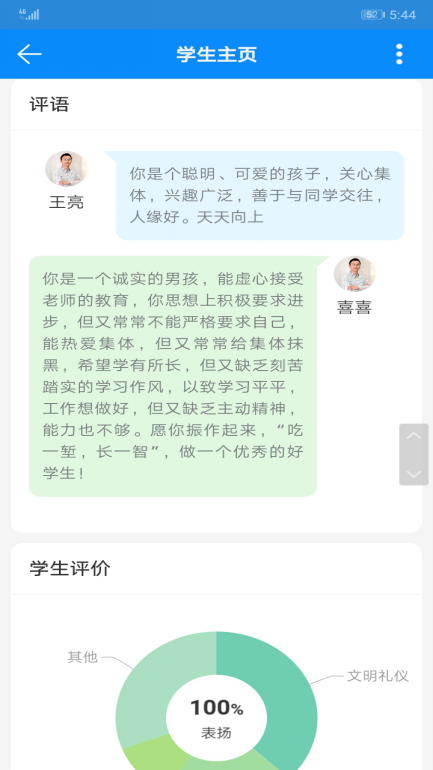 4G
52
5:44
学生主页
评语
你是个聪明、可爱的孩子，关心集
体，兴趣广泛，善于与同学交往，
人缘好。天天向上
王亮
你是一个诚实的男孩，能虚心接受
老师的教育，你思想上积极要求进
步，但又常常不能严格要求自己，
能热爱集体，但又常常给集体抹
黑，希望学有所长，但又缺乏刻苦
踏实的学习作风，以致学习平平，
工作想做好，但又缺乏主动精神，
能力也不够。愿你振作起来，“吃
一堑，长一智”，做一个优秀的好
学生！
喜喜
学生评价
其他
文明礼仪
100%
表扬